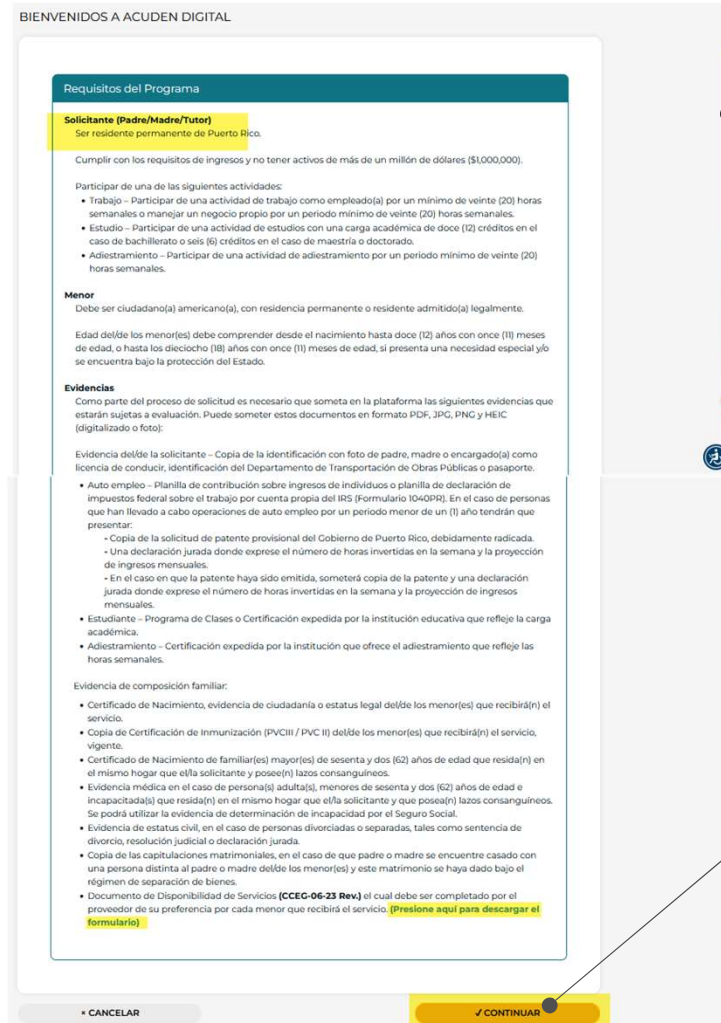 BIENVENIDOS A ACUDEN DIGITAL
Requisitos del Programa
Solicitante (Padre/Madre/Tutor)
Ser residente permanente de Puerto Rico.
Cumplir con los requisitos de ingresos y no tener activos de más de un millón de dólares ($1,000,000).
Participar de una de las siguientes actividades:
• Trabajo – Participar de una actividad de trabajo como empleado(a) por un mínimo de veinte (20) horas
semanales o manejar un negocio propio por un periodo mínimo de veinte (20) horas semanales.
• Estudio – Participar de una actividad de estudios con una carga académica de doce (12) créditos en el
caso de bachillerato o seis (6) créditos en el caso de maestría o doctorado.
• Adiestramiento – Participar de una actividad de adiestramiento por un periodo mínimo de veinte (20)
horas semanales.
Menor
Debe ser ciudadano(a) americano(a), con residencia permanente o residente admitido(a) legalmente.
Edad del/de los menor(es) debe comprender desde el nacimiento hasta doce (12) años con once (11) meses
de edad, o hasta los dieciocho (18) años con once (11) meses de edad, si presenta una necesidad especial y/o
se encuentra bajo la protección del Estado.
Evidencias
Como parte del proceso de solicitud es necesario que someta en la plataforma las siguientes evidencias que
estarán sujetas a evaluación. Puede someter estos documentos en formato PDF, JPG, PNG y HEIC
(digitalizado o foto):
Evidencia del/de la solicitante – Copia de la identificación con foto de padre, madre o encargado(a) como
licencia de conducir, identificación del Departamento de Transportación de Obras Públicas o pasaporte.
• Auto empleo – Planilla de contribución sobre ingresos de individuos o planilla de declaración de
impuestos federal sobre el trabajo por cuenta propia del IRS (Formulario 1040PR). En el caso de personas
que han llevado a cabo operaciones de auto empleo por un periodo menor de un (1) año tendrán que
presentar:
- Copia de la solicitud de patente provisional del Gobierno de Puerto Rico, debidamente radicada.
- Una declaración jurada donde exprese el número de horas invertidas en la semana y la proyección
de ingresos mensuales.
- En el caso en que la patente haya sido emitida, someterá copia de la patente y una declaración
jurada donde exprese el número de horas invertidas en la semana y la proyección de ingresos
mensuales.
• Estudiante – Programa de Clases o Certificación expedida por la institución educativa que refleje la carga
académica.
• Adiestramiento – Certificación expedida por la institución que ofrece el adiestramiento que refleje las
horas semanales.
Evidencia de composición familiar:
• Certificado de Nacimiento, evidencia de ciudadanía o estatus legal del/de los menor(es) que recibirá(n) el
servicio.
• Copia de Certificación de Inmunización (PVCIII / PVC II) del/de los menor(es) que recibirá(n) el servicio,
vigente.
• Certificado de Nacimiento de familiar(es) mayor(es) de sesenta y dos (62) años de edad que resida(n) en
el mismo hogar que el/la solicitante y posee(n) lazos consanguíneos.
• Evidencia médica en el caso de persona(s) adulta(s), menores de sesenta y dos (62) años de edad e
incapacitada(s) que resida(n) en el mismo hogar que el/la solicitante y que posea(n) lazos consanguíneos.
Se podrá utilizar la evidencia de determinación de incapacidad por el Seguro Social.
• Evidencia de estatus civil, en el caso de personas divorciadas o separadas, tales como sentencia de
divorcio, resolución judicial o declaración jurada.
• Copia de las capitulaciones matrimoniales, en el caso de que padre o madre se encuentre casado con
una persona distinta al padre o madre del/de los menor(es) y este matrimonio se haya dado bajo el
régimen de separación de bienes.
• Documento de Disponibilidad de Servicios (CCEG-06-23 Rev.) el cual debe ser completado por el
proveedor de su preferencia por cada menor que recibirá el servicio. (Presione aquí para descargar el
formulario)
× CANCELAR
✓ CONTINUAR